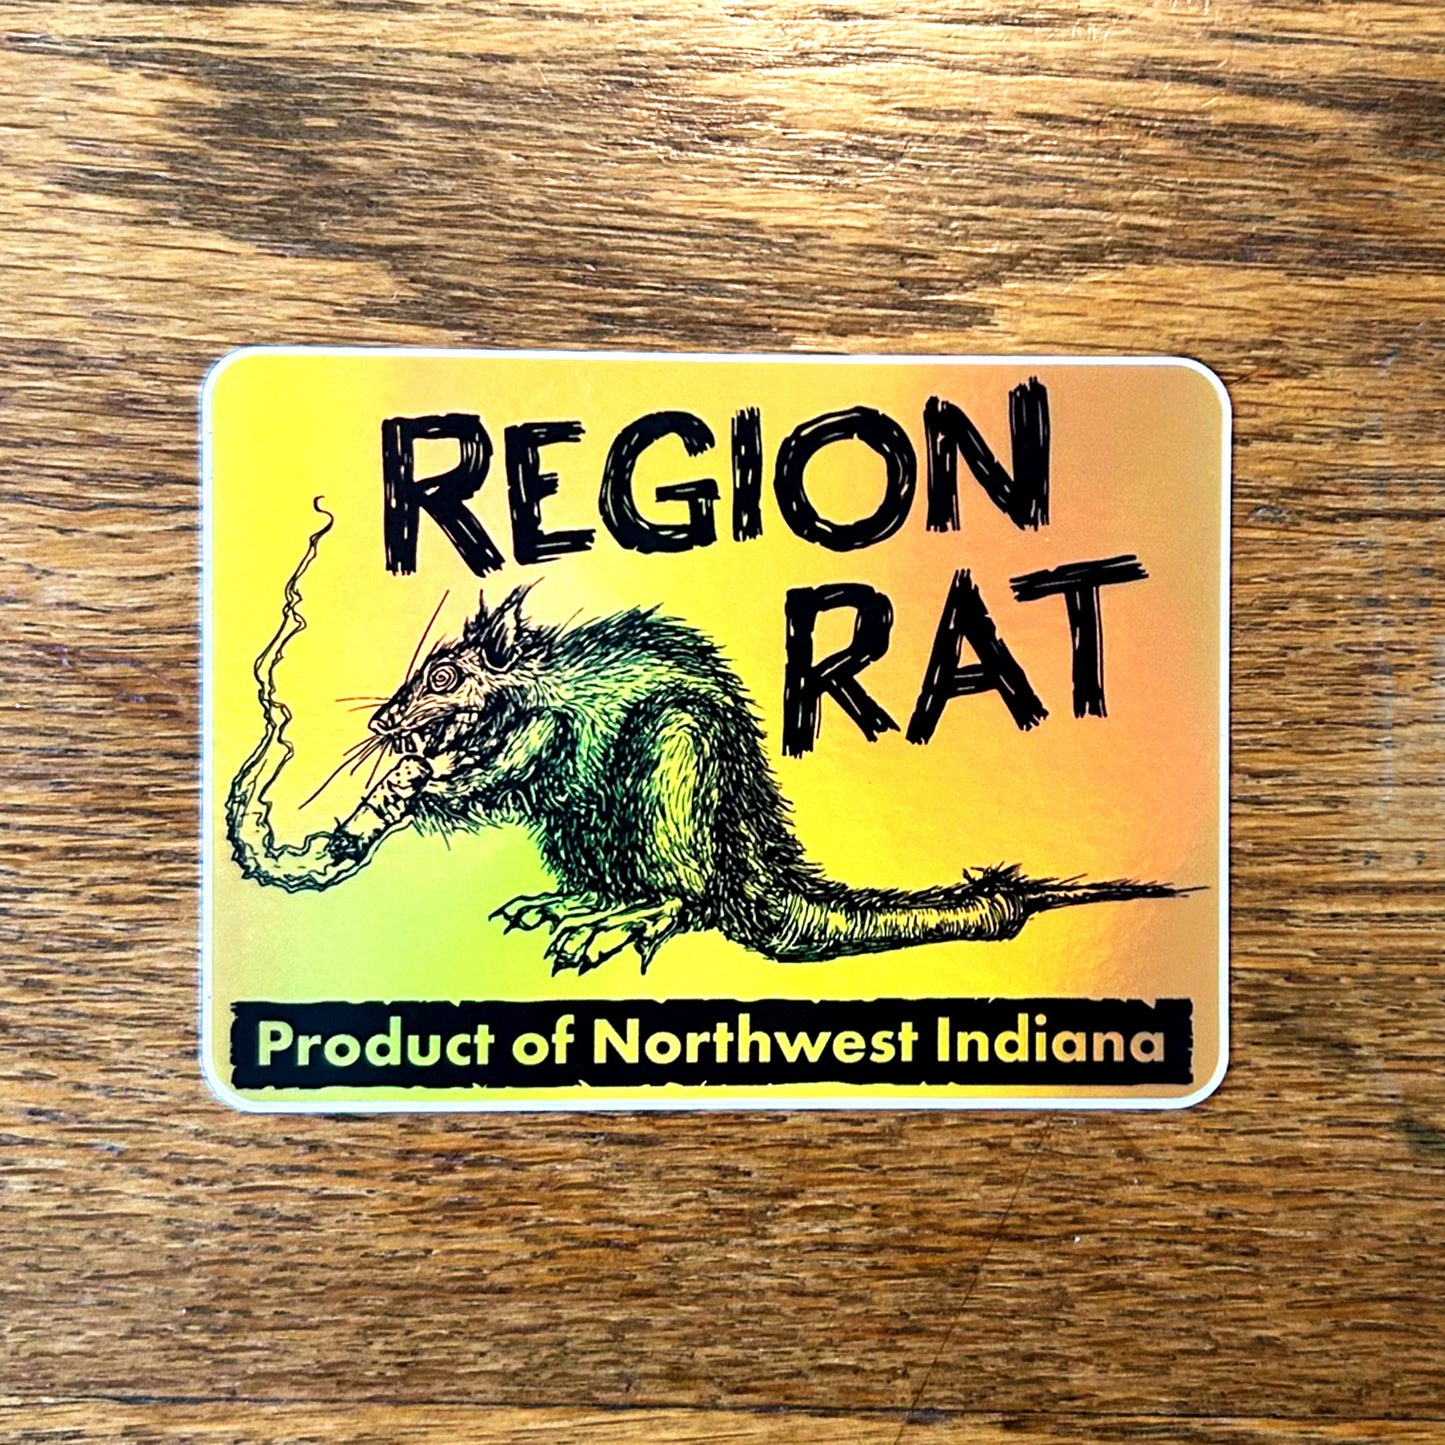 REGION
RAT
Product of Northwest Indiana